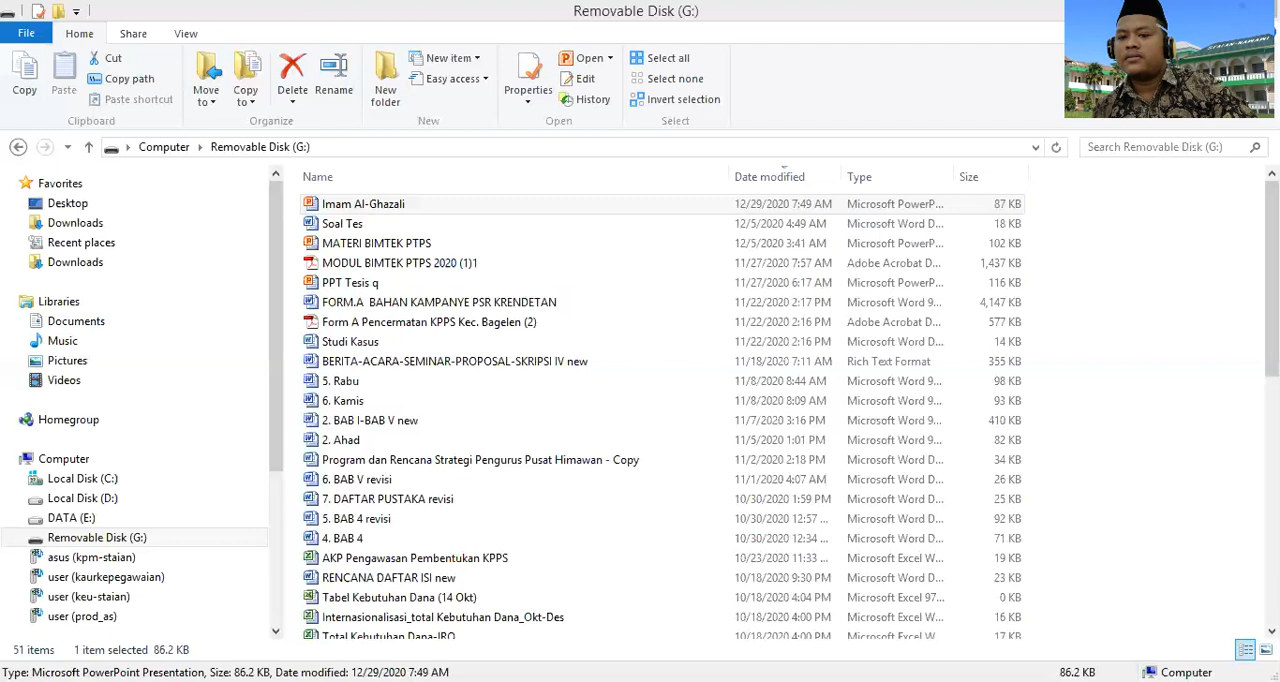 Removable Disk (G:)
File
Home
Share
View
Copy
Paste
Cut
Copy path
Paste shortcut
Clipboard
Move to
Copy to
Delete
Rename
Organize
New folder
New item
Easy access
New
Properties
Open
Edit
History
Open
Select all
Select none
Invert selection
Select
STAIAN-NAWAWI
Computer
Removable Disk (G:)
Search Removable Disk (G:)
Favorites
Desktop
Downloads
Recent places
Downloads
Libraries
Documents
Music
Pictures
Videos
Homegroup
Computer
Local Disk (C:)
Local Disk (D:)
DATA (E:)
Removable Disk (G:)
asus (kpm-staian)
user (kaurkepegawaian)
user (keu-staian)
user (prod_as)
Name Date modified Type Size
Imam Al-Ghazali 12/29/2020 7:49 AM Microsoft PowerP... 87 KB
Soal Tes 12/5/2020 4:49 AM Microsoft Word D... 18 KB
MATERI BIMTEK PTPS 12/5/2020 3:41 AM Microsoft PowerP... 102 KB
MODUL BIMTEK PTPS 2020 (1)1 11/27/2020 7:57 AM Adobe Acrobat D... 1,437 KB
PPT Tesis q 11/27/2020 6:17 AM Microsoft PowerP... 116 KB
FORM.A BAHAN KAMPANYE PSR KRENDETAN 11/22/2020 2:17 PM Microsoft Word 9... 4,147 KB
Form A Pencermatan KPPS Kec. Bagelen (2) 11/22/2020 2:16 PM Adobe Acrobat D... 577 KB
Studi Kasus 11/22/2020 2:16 PM Microsoft Word D... 14 KB
BERITA-ACARA-SEMINAR-PROPOSAL-SKRIPSI IV new 11/18/2020 7:11 AM Rich Text Format 355 KB
5. Rabu 11/8/2020 8:44 AM Microsoft Word 9... 98 KB
6. Kamis 11/8/2020 8:09 AM Microsoft Word 9... 93 KB
2. BAB I-BAB V new 11/7/2020 3:16 PM Microsoft Word 9... 410 KB
2. Ahad 11/5/2020 1:01 PM Microsoft Word 9... 82 KB
Program dan Rencana Strategi Pengurus Pusat Himawan - Copy 11/2/2020 2:18 PM Microsoft Word D... 34 KB
6. BAB V revisi 11/1/2020 4:07 AM Microsoft Word D... 26 KB
7. DAFTAR PUSTAKA revisi 10/30/2020 1:59 PM Microsoft Word D... 25 KB
5. BAB 4 revisi 10/30/2020 12:57 ... Microsoft Word D... 92 KB
4. BAB 4 10/30/2020 12:34 ... Microsoft Word D... 71 KB
AKP Pengawasan Pembentukan KPPS 10/23/2020 11:33 ... Microsoft Excel W... 19 KB
RENCANA DAFTAR ISI new 10/18/2020 9:30 PM Microsoft Word D... 23 KB
Tabel Kebutuhan Dana (14 Okt) 10/18/2020 4:04 PM Microsoft Excel 97... 0 KB
Internasionalisasi_total Kebutuhan Dana_Okt-Des 10/18/2020 4:00 PM Microsoft Excel W... 16 KB
Total Kebutuhan Dana-IRO 10/18/2020 4:00 PM Microsoft Excel W... 17 KB
51 items 1 item selected 86.2 KB
Type: Microsoft PowerPoint Presentation, Size: 86.2 KB, Date modified: 12/29/2020 7:49 AM 86.2 KB Computer